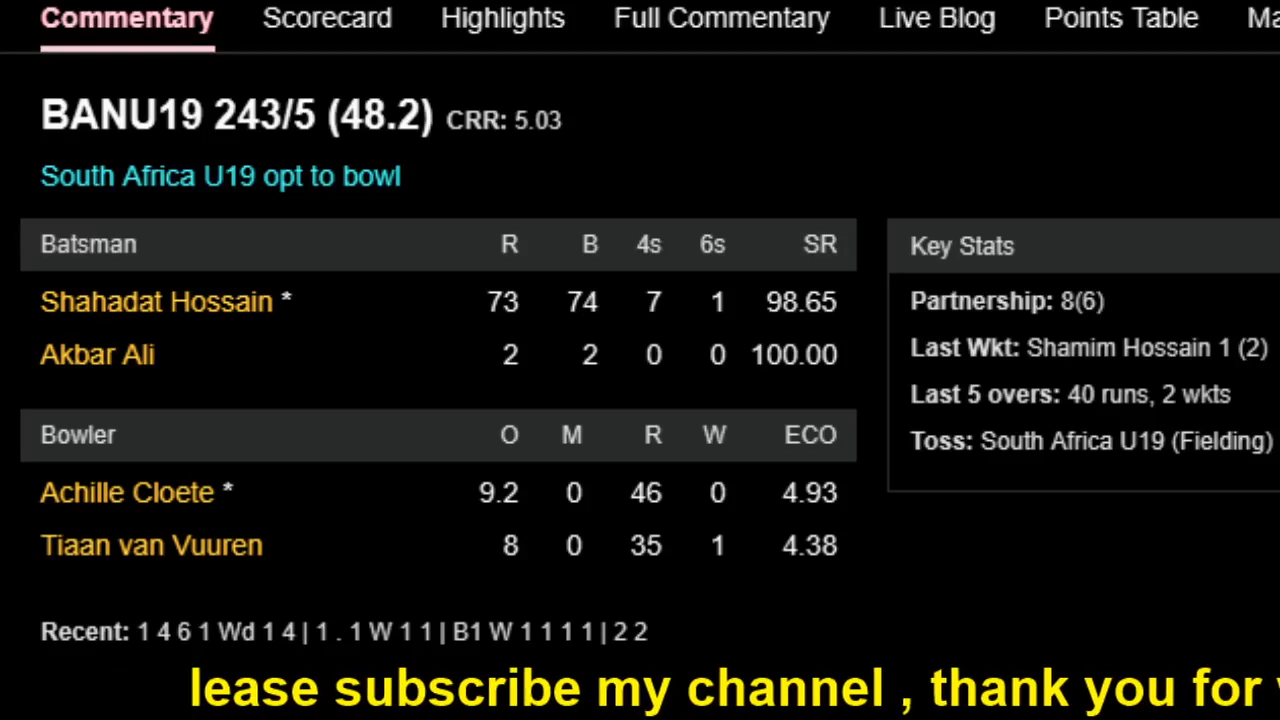 Commentary Scorecard Highlights Full Commentary Live Blog Points Table Ma
BANU19 243/5 (48.2) CRR: 5.03
South Africa U19 opt to bowl
Batsman R B 4s 6s SR
Shahadat Hossain * 73 74 7 1 98.65
Akbar Ali 2 2 0 0 100.00
Bowler O M R W ECO
Achille Cloete * 9.2 0 46 0 4.93
Tiaan van Vuuren 8 0 35 1 4.38
Key Stats
Partnership: 8(6)
Last Wkt: Shamim Hossain 1 (2)
Last 5 overs: 40 runs, 2 wkts
Toss: South Africa U19 (Fielding)
Recent: 1 4 6 1 Wd 1 4 | 1 . 1 W 1 1 | B1 W 1 1 1 1 | 2 2
lease subscribe my channel , thank you for